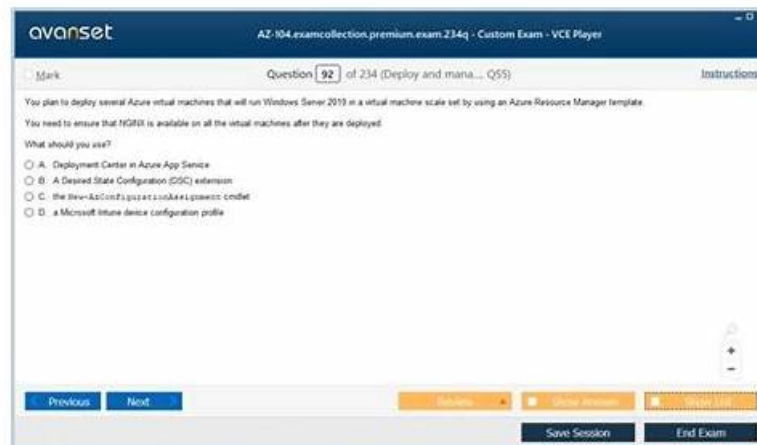 avanset
AZ-104.examcollection.premium.exam.234q - Custom Exam - VCE Player
Mark
Question 92 of 234 (Deploy and mana..., Q55)
Instructions
You plan to deploy several Azure virtual machines that will run Windows Server 2019 in a virtual machine scale set by using an Azure Resource Manager template.
You need to ensure that NGINX is available on all the virtual machines after they are deployed.
What should you use?
A. Deployment Center in Azure App Service
B. A Desired State Configuration (DSC) extension
C. the New-AzConfigurationAssignment cmdlet
D. a Microsoft Intune device configuration profile
Previous
Next
Review
Show Answer
Show List
Save Session
End Exam